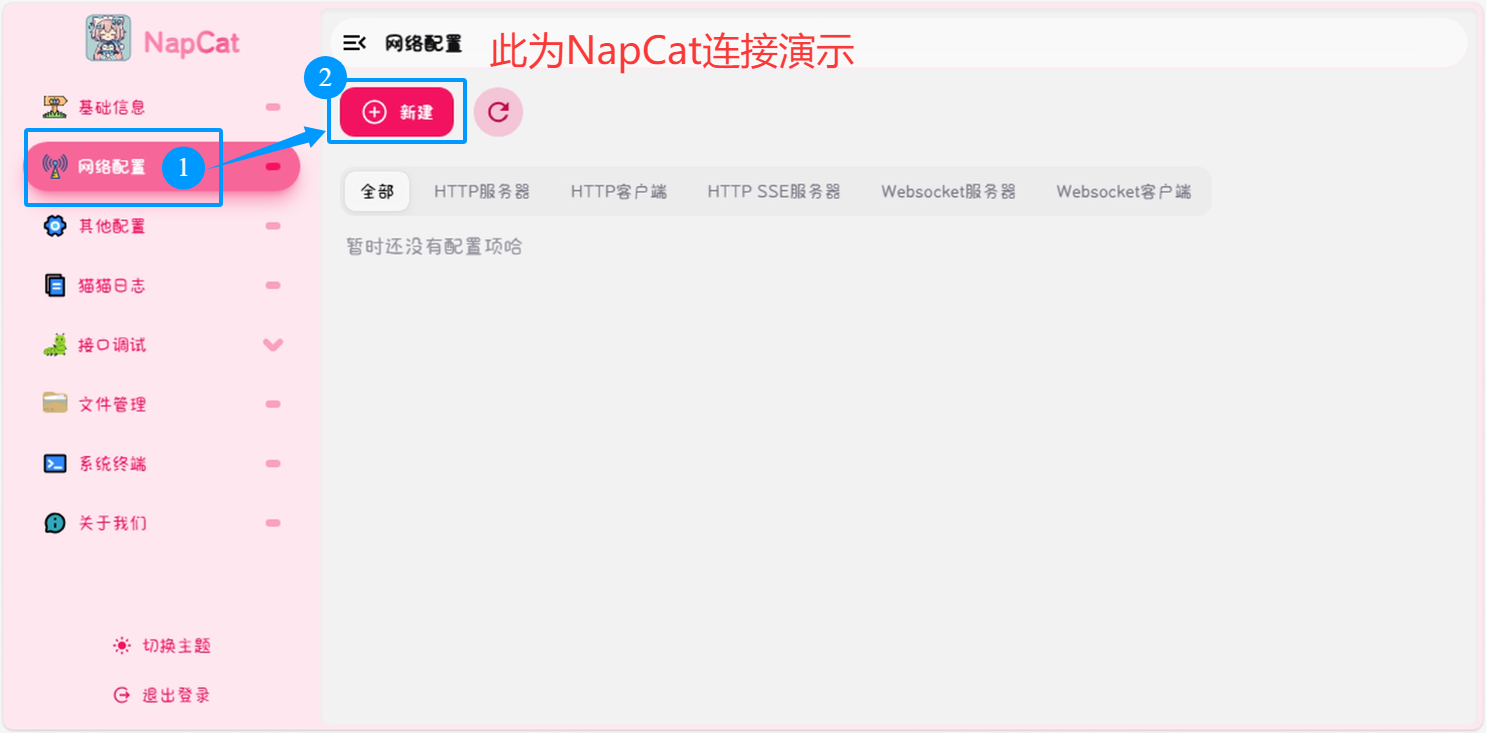 NapCat
基础信息
网络配置
1
其他配置
猫猫日志
接口调试
文件管理
系统终端
关于我们
切换主题
退出登录
网络配置
此为NapCat连接演示
2
新建
全部 HTTP服务器 HTTP客户端 HTTP SSE服务器 Websocket服务器 Websocket客户端
暂时还没有配置项哈